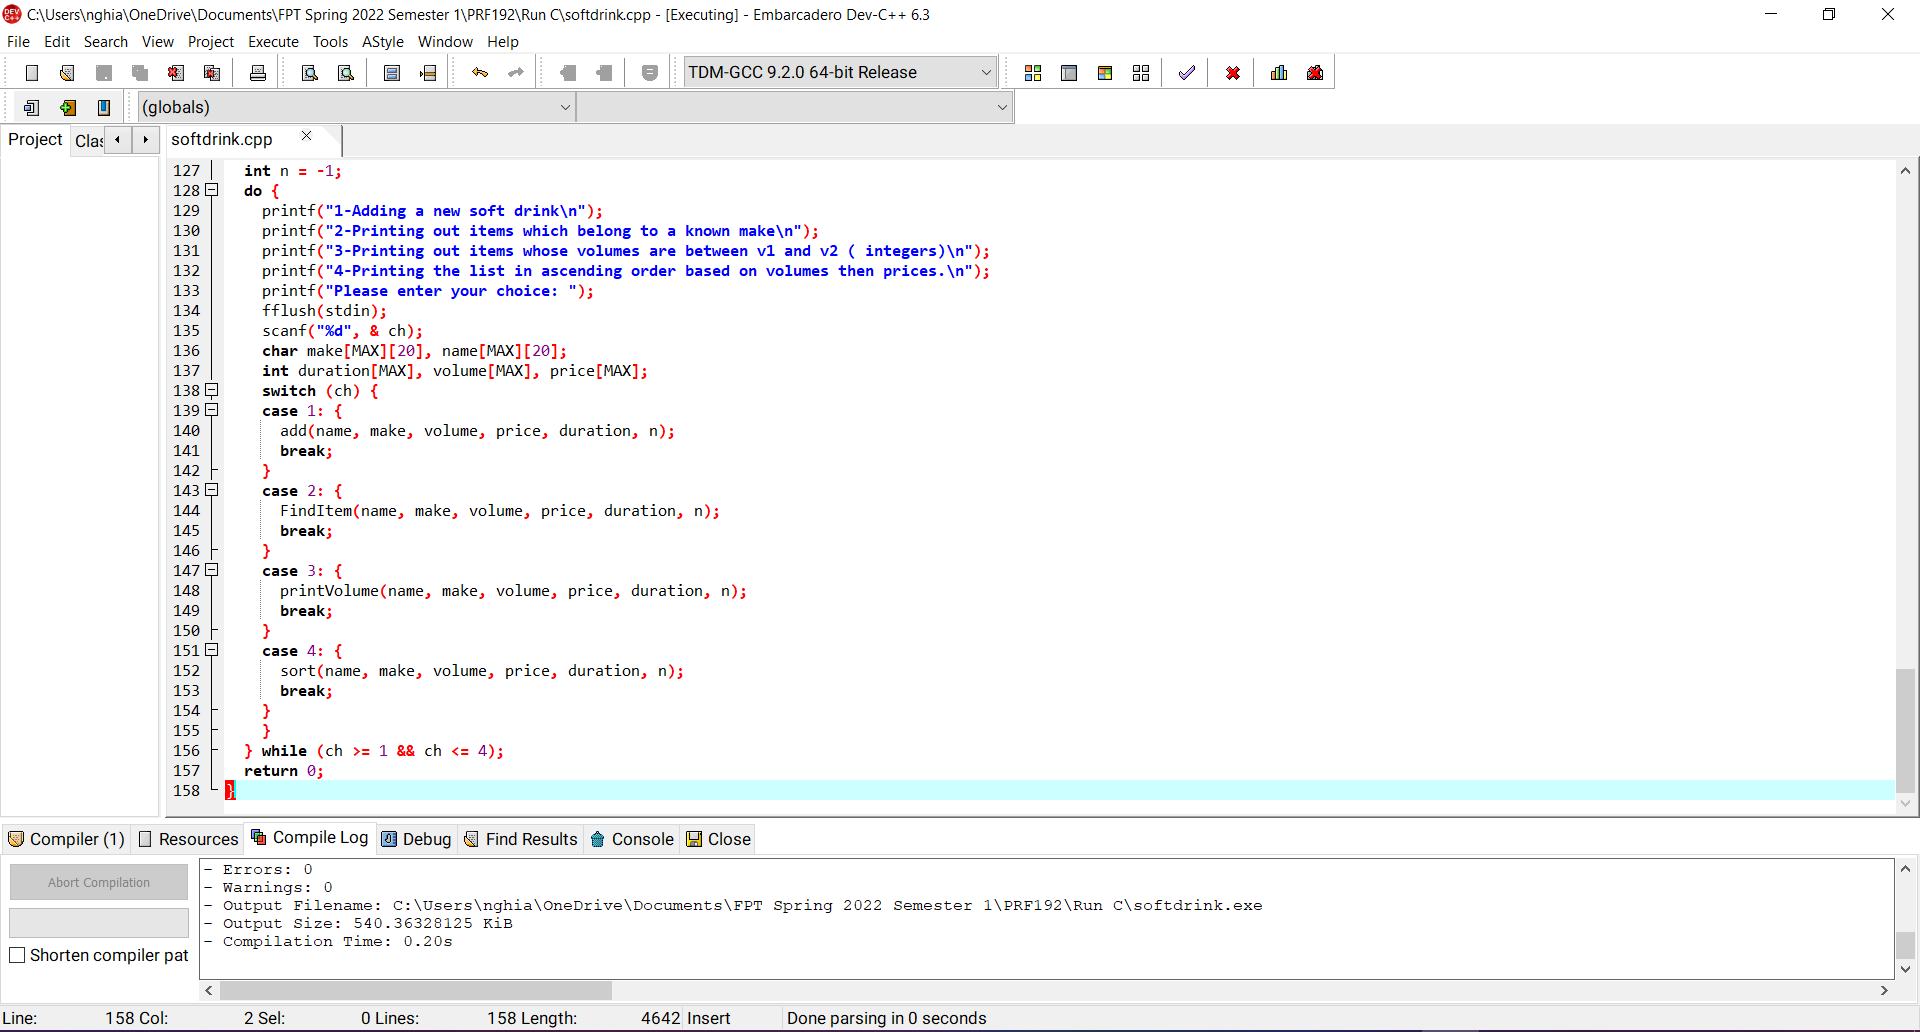 C:\Users\nghia\OneDrive\Documents\FPT Spring 2022 Semester 1\PRF192\Run C\softdrink.cpp - [Executing] - Embarcadero Dev-C++ 6.3
File Edit Search View Project Execute Tools AStyle Window Help
TDM-GCC 9.2.0 64-bit Release
(globals)
Project Clas softdrink.cpp
127 int n = -1;
128 do {
129 printf("1-Adding a new soft drink\n");
130 printf("2-Printing out items which belong to a known make\n");
131 printf("3-Printing out items whose volumes are between v1 and v2 ( integers)\n");
132 printf("4-Printing the list in ascending order based on volumes then prices.\n");
133 printf("Please enter your choice: ");
134 fflush(stdin);
135 scanf("%d", & ch);
136 char make[MAX][20], name[MAX][20];
137 int duration[MAX], volume[MAX], price[MAX];
138 switch (ch) {
139 case 1: {
140 add(name, make, volume, price, duration, n);
141 break;
142 }
143 case 2: {
144 FindItem(name, make, volume, price, duration, n);
145 break;
146 }
147 case 3: {
148 printVolume(name, make, volume, price, duration, n);
149 break;
150 }
151 case 4: {
152 sort(name, make, volume, price, duration, n);
153 break;
154 }
155 }
156 } while (ch >= 1 && ch <= 4);
157 return 0;
158 }
Compiler (1) Resources Compile Log Debug Find Results Console Close
Abort Compilation
Shorten compiler pat
- Errors: 0
- Warnings: 0
- Output Filename: C:\Users\nghia\OneDrive\Documents\FPT Spring 2022 Semester 1\PRF192\Run C\softdrink.exe
- Output Size: 540.36328125 KiB
- Compilation Time: 0.20s
Line: 158 Col: 2 Sel: 0 Lines: 158 Length: 4642 Insert Done parsing in 0 seconds